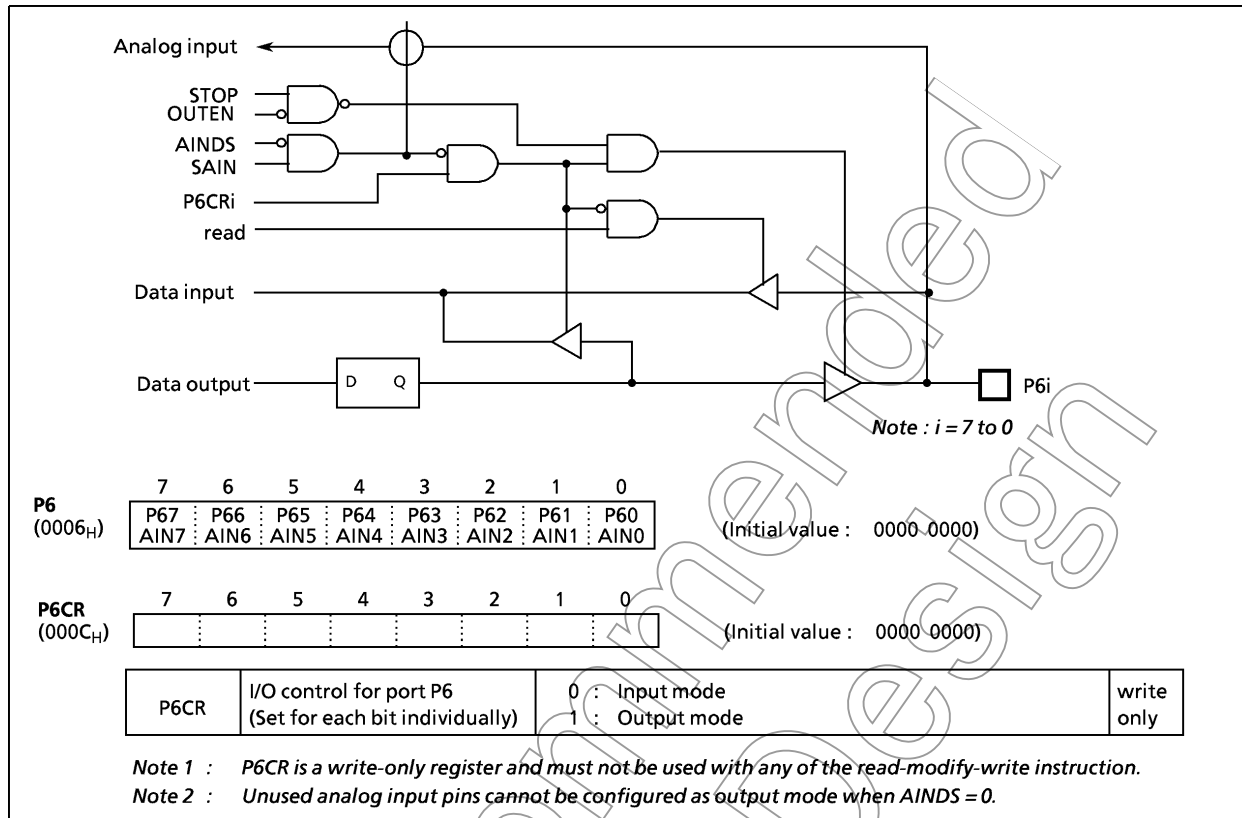 Analog input
STOP
OUTEN
AINDS
SAIN
P6CRi
read
Data input
Data output
D Q
P6i
Note : i = 7 to 0
7 6 5 4 3 2 1 0
P6
(0006H)
P67 P66 P65 P64 P63 P62 P61 P60
AIN7 AIN6 AIN5 AIN4 AIN3 AIN2 AIN1 AIN0
(Initial value : 0000 0000)
7 6 5 4 3 2 1 0
P6CR
(000CH)
(Initial value : 0000 0000)
P6CR
I/O control for port P6
(Set for each bit individually)
0 : Input mode
1 : Output mode
write
only
Note 1 : P6CR is a write-only register and must not be used with any of the read-modify-write instruction.
Note 2 : Unused analog input pins cannot be configured as output mode when AINDS = 0.
ommended
Design